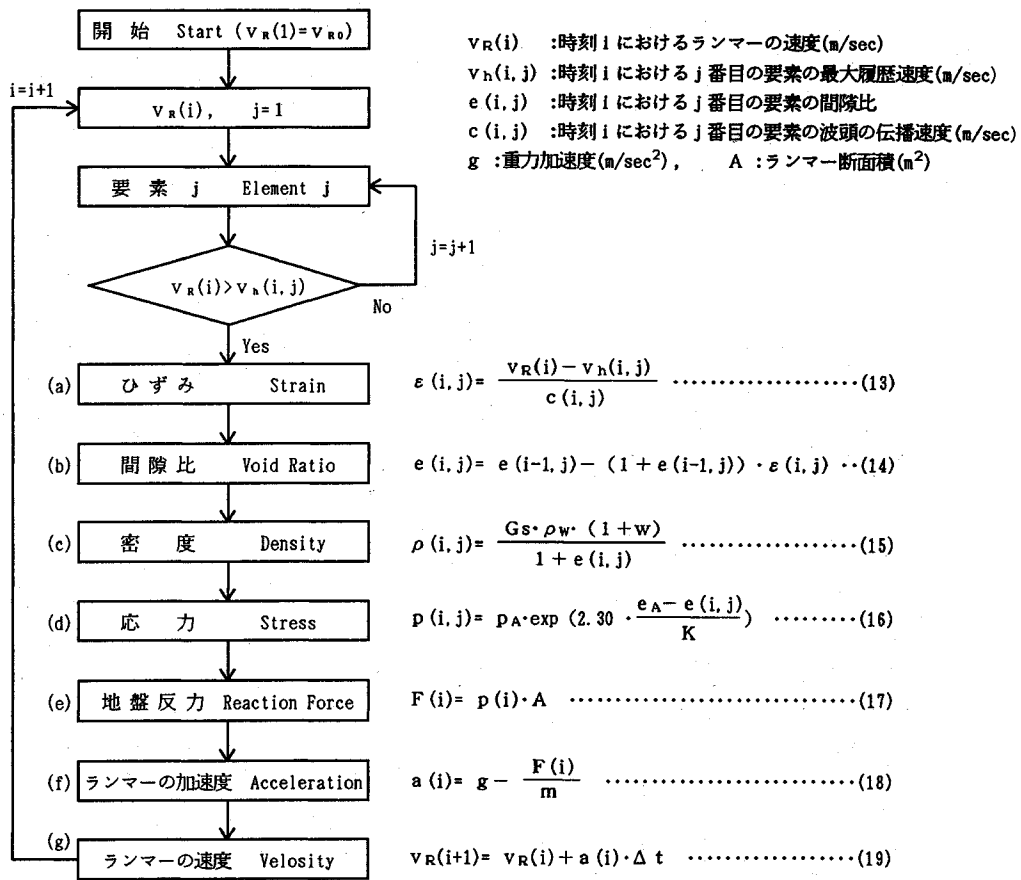 開 始 Start (vR(1)=vR0)
vR(i) :時刻iにおけるランマーの速度(m/sec)
vh(i,j) :時刻iにおけるj番目の要素の最大履歴速度(m/sec)
e(i,j) :時刻iにおけるj番目の要素の間隙比
c(i,j) :時刻iにおけるj番目の要素の波頭の伝播速度(m/sec)
g :重力加速度(m/sec²), A :ランマー断面積(m²)
i=i+1
vR(i), j=1
要 素 j Element j
j=j+1
vR(i)>vh(i,j)
No
Yes
(a) ひ ず み Strain ε(i,j)= vR(i)-vh(i,j) / c(i,j) ··················(13)
(b) 間 隙 比 Void Ratio e(i,j)= e(i-1,j)- (1+e(i-1,j))·ε(i,j) ··(14)
(c) 密 度 Density ρ(i,j)= Gs·ρw·(1+w) / 1+e(i,j) ··················(15)
(d) 応 力 Stress p(i,j)= pA·exp (2.30 · eA-e(i,j) / K) ·········(16)
(e) 地 盤 反 力 Reaction Force F(i)= p(i)·A ····························(17)
(f) ランマーの加速度 Acceleration a(i)= g - F(i) / m ························(18)
(g) ランマーの速度 Velosity vR(i+1)= vR(i)+a(i)·Δt ·················(19)